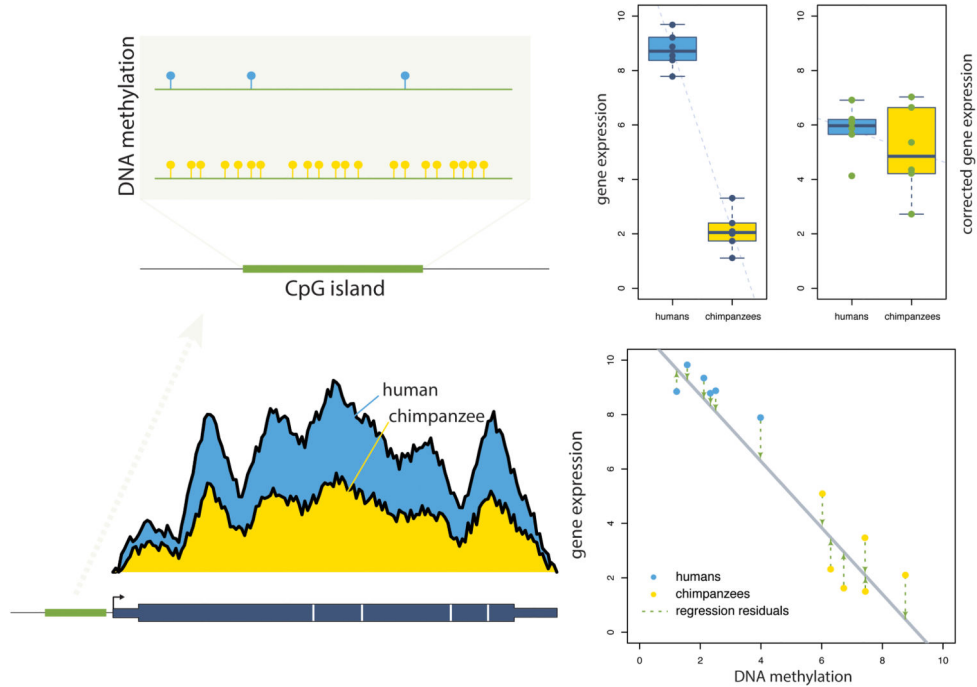 DNA methylation
CpG island
human
chimpanzee
gene expression
10
8
6
4
2
0
humans
chimpanzees
10
8
6
4
2
0
humans
chimpanzees
corrected gene expression
gene expression
10
8
6
4
2
0
humans
chimpanzees
regression residuals
0
2
4
6
8
10
DNA methylation